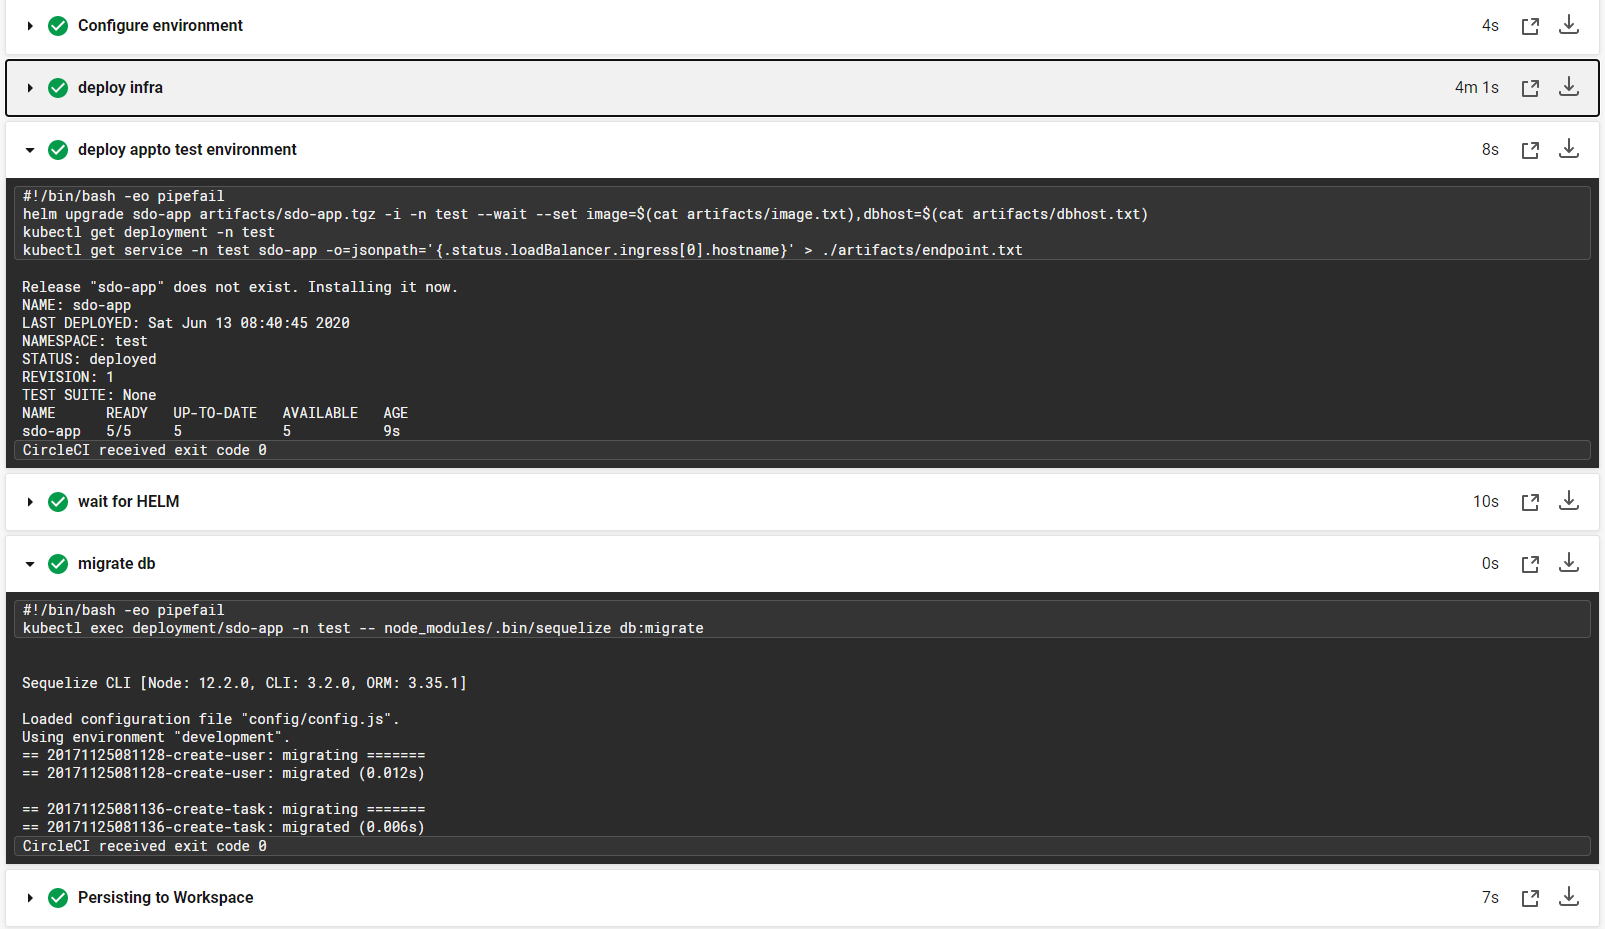 Configure environment 4s
deploy infra 4m 1s
deploy appto test environment 8s
#!/bin/bash -eo pipefail
helm upgrade sdo-app artifacts/sdo-app.tgz -i -n test --wait --set image=$(cat artifacts/image.txt),dbhost=$(cat artifacts/dbhost.txt)
kubectl get deployment -n test
kubectl get service -n test sdo-app -o=jsonpath='{.status.loadBalancer.ingress[0].hostname}' > ./artifacts/endpoint.txt
Release "sdo-app" does not exist. Installing it now.
NAME: sdo-app
LAST DEPLOYED: Sat Jun 13 08:40:45 2020
NAMESPACE: test
STATUS: deployed
REVISION: 1
TEST SUITE: None
NAME READY UP-TO-DATE AVAILABLE AGE
sdo-app 5/5 5 5 9s
CircleCI received exit code 0
wait for HELM 10s
migrate db 0s
#!/bin/bash -eo pipefail
kubectl exec deployment/sdo-app -n test -- node_modules/.bin/sequelize db:migrate
Sequelize CLI [Node: 12.2.0, CLI: 3.2.0, ORM: 3.35.1]
Loaded configuration file "config/config.js".
Using environment "development".
== 20171125081128-create-user: migrating =======
== 20171125081128-create-user: migrated (0.012s)
== 20171125081136-create-task: migrating =======
== 20171125081136-create-task: migrated (0.006s)
CircleCI received exit code 0
Persisting to Workspace 7s